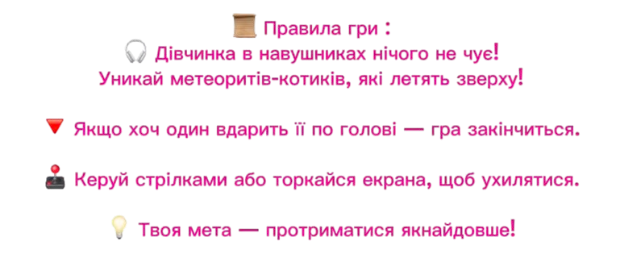 📜 Правила гри :
🎧 Дівчинка в навушниках нічого не чує!
Уникай метеоритів-котиків, які летять зверху!
🔻 Якщо хоч один вдарить її по голові — гра закінчиться.
🕹️ Керуй стрілками або торкайся екрана, щоб ухилятися.
💡 Твоя мета — протриматися якнайдовше!